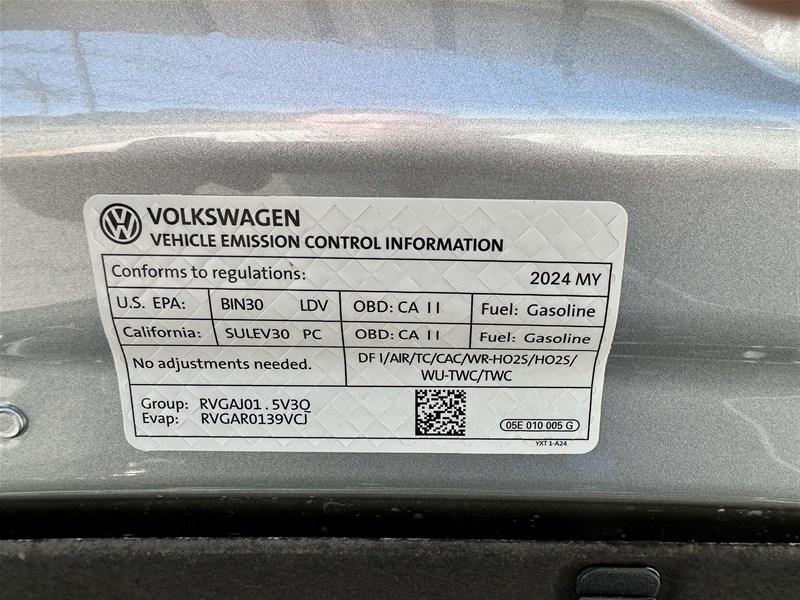 VOLKSWAGEN
VEHICLE EMISSION CONTROL INFORMATION
Conforms to regulations: 2024 MY
U.S. EPA: BIN30 LDV OBD: CA II Fuel: Gasoline
California: SULEV30 PC OBD: CA II Fuel: Gasoline
No adjustments needed. DFI/AIR/TC/CAC/WR-HO2S/HO2S/
WU-TWC/TWC
Group: RVGAJ01.5V3Q
Evap: RVGAR0139VCJ
05E 010 005 G
YXT 1-A24